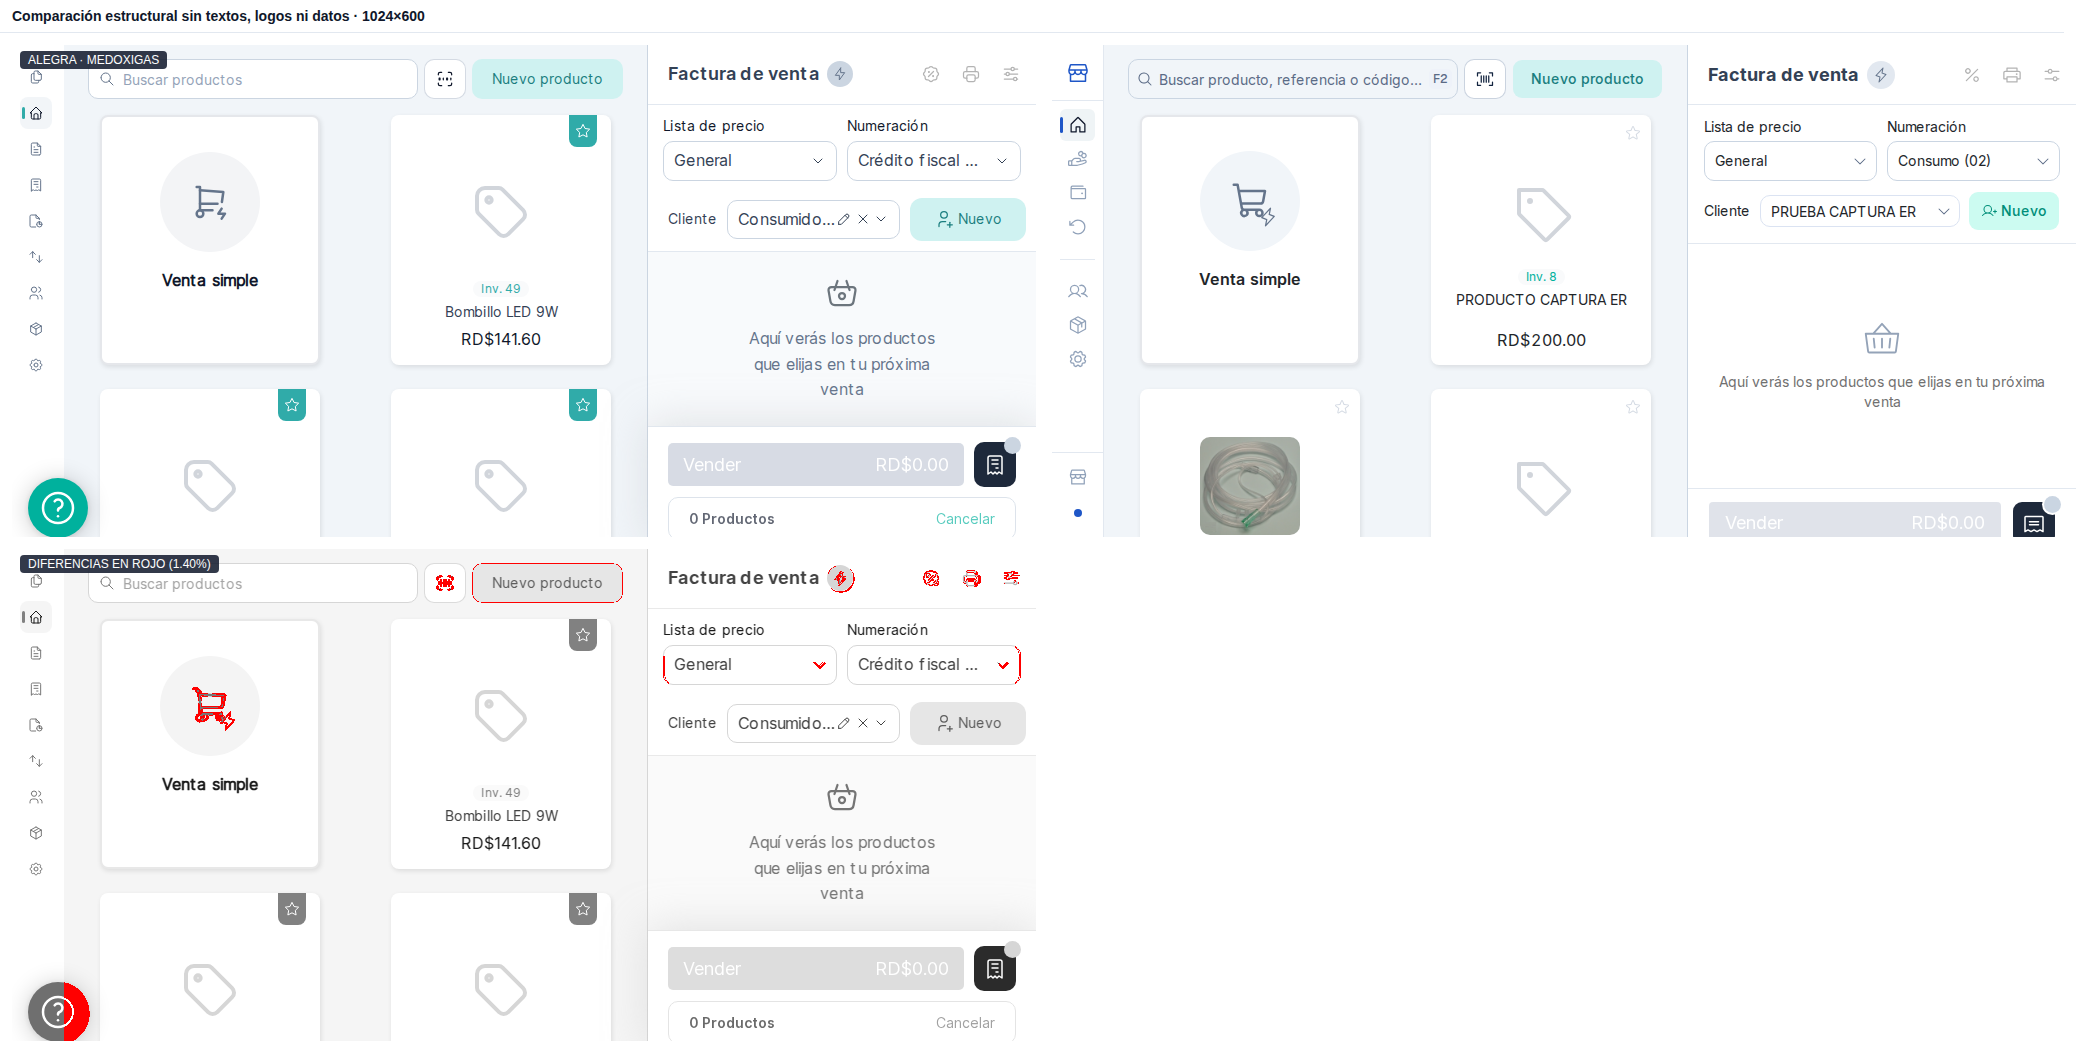 Comparación estructural sin textos, logos ni datos · 1024×600
ALEGRA · MEDOXIGAS
Buscar productos
Nuevo producto
Venta simple
Inv. 49
Bombillo LED 9W
RD$141.60
Factura de venta
Lista de precio
Numeración
General
Crédito fiscal ...
Cliente
Consumido...
Nuevo
Aquí verás los productos
que elijas en tu próxima
venta
Vender
RD$0.00
0 Productos
Cancelar
Buscar producto, referencia o código...
F2
Nuevo producto
Venta simple
Inv. 8
PRODUCTO CAPTURA ER
RD$200.00
Factura de venta
Lista de precio
Numeración
General
Consumo (02)
Cliente
PRUEBA CAPTURA ER
Nuevo
Aquí verás los productos que elijas en tu próxima
venta
Vender
RD$0.00
DIFERENCIAS EN ROJO (1.40%)
Buscar productos
Nuevo producto
Venta simple
Inv. 49
Bombillo LED 9W
RD$141.60
Factura de venta
Lista de precio
Numeración
General
Crédito fiscal ...
Cliente
Consumido...
Nuevo
Aquí verás los productos
que elijas en tu próxima
venta
Vender
RD$0.00
0 Productos
Cancelar